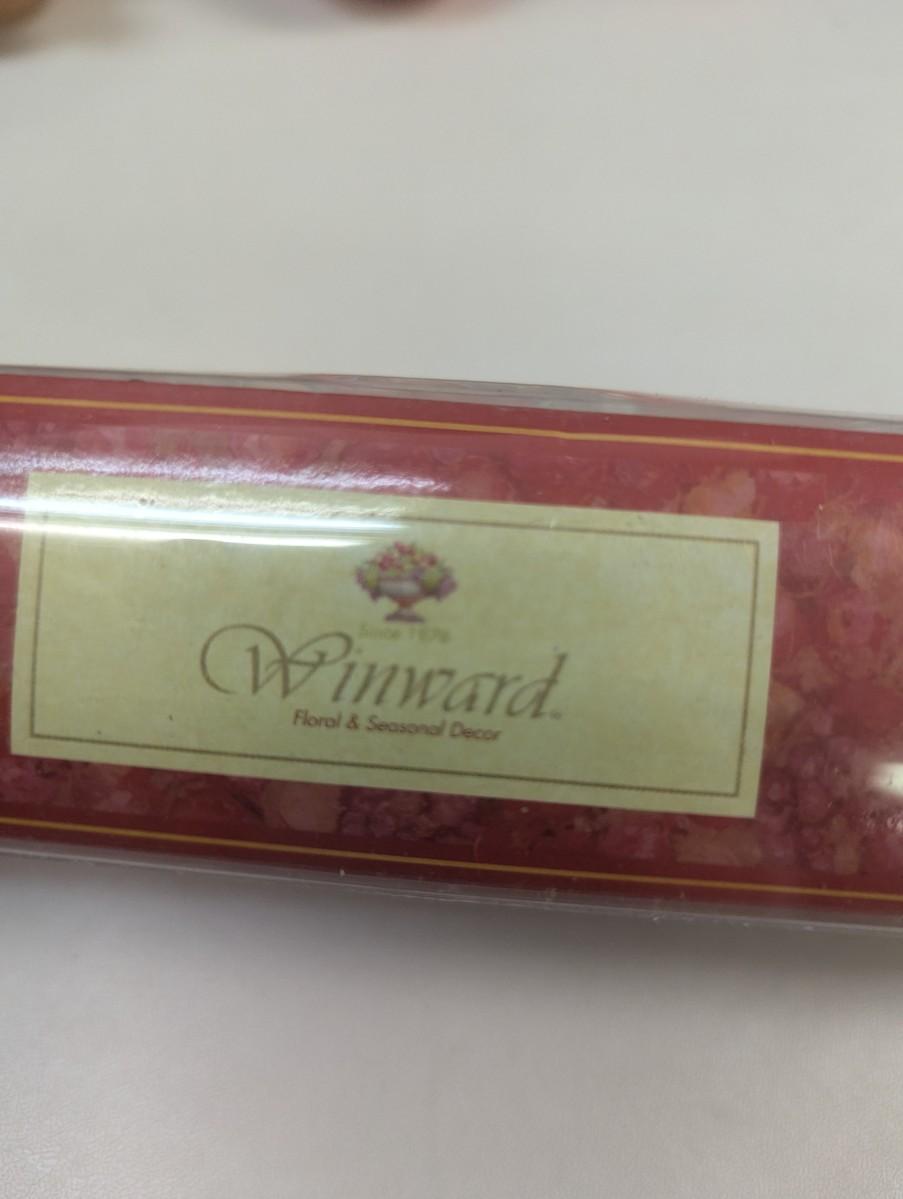 Since 1976
Winward
Floral & Seasonal Decor